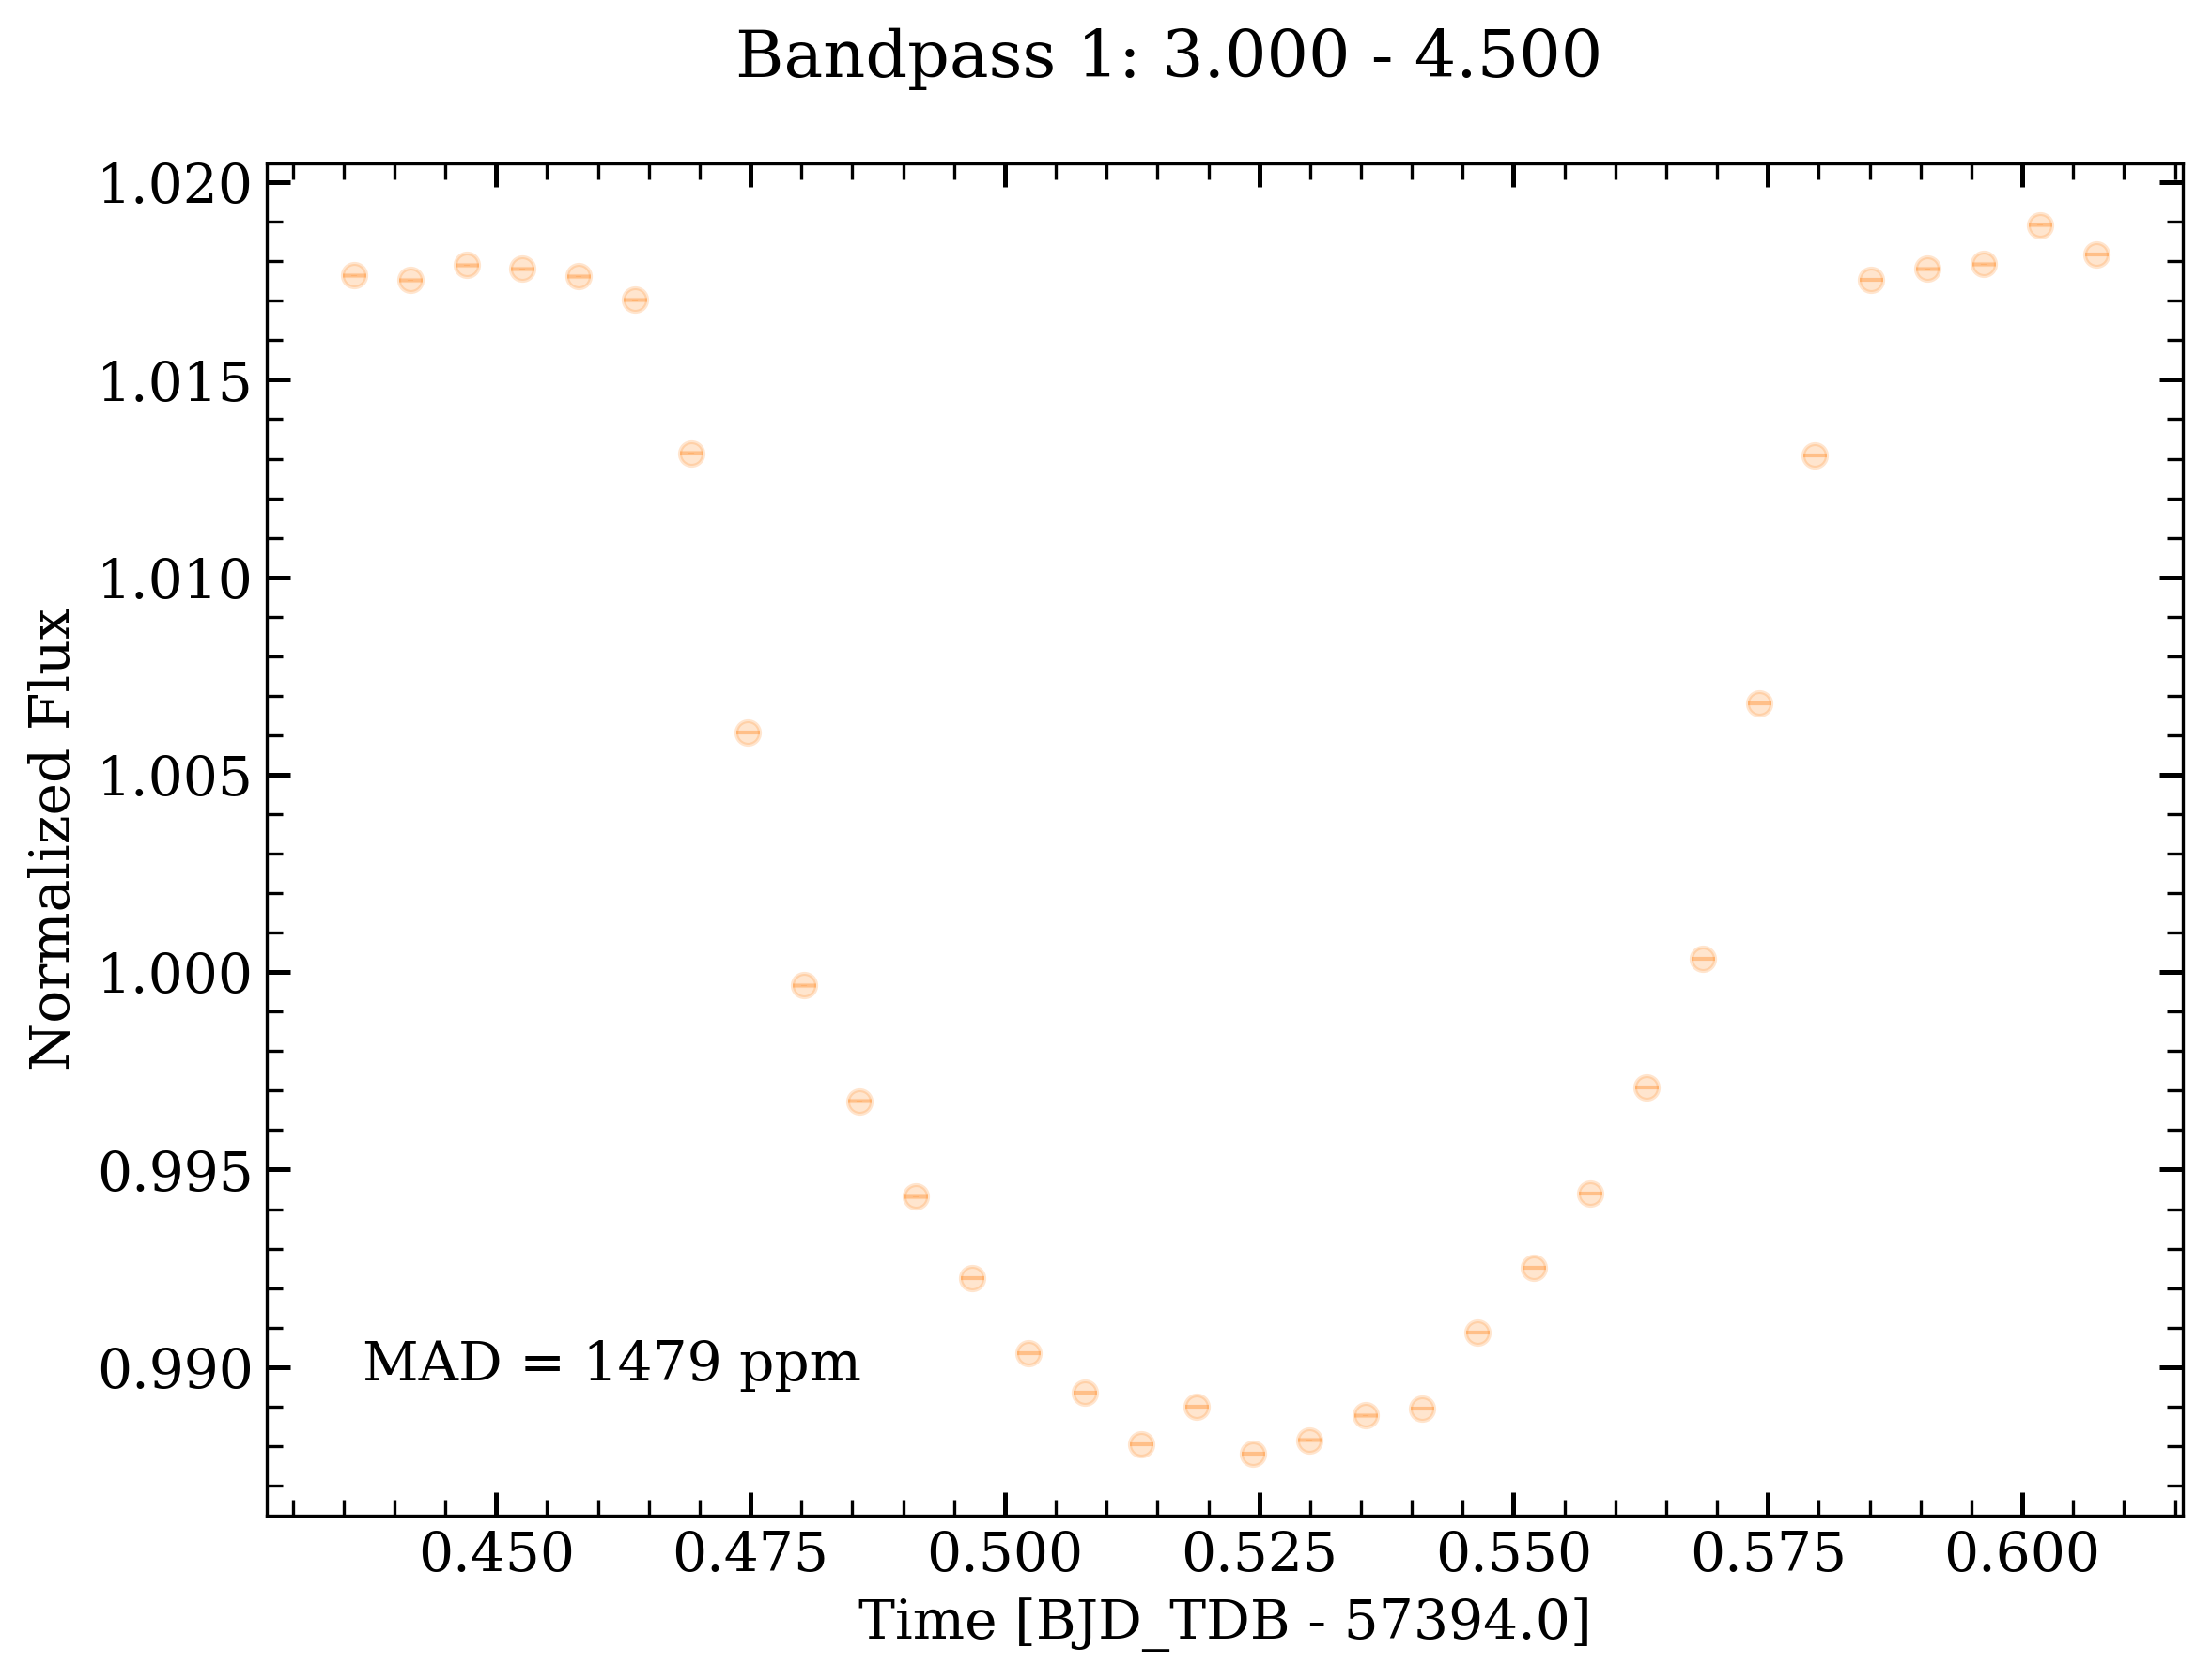 Bandpass 1: 3.000 - 4.500
1.020
1.015
1.010
1.005
1.000
0.995
0.990
Normalized Flux
MAD = 1479 ppm
0.450 0.475 0.500 0.525 0.550 0.575 0.600
Time [BJD_TDB - 57394.0]